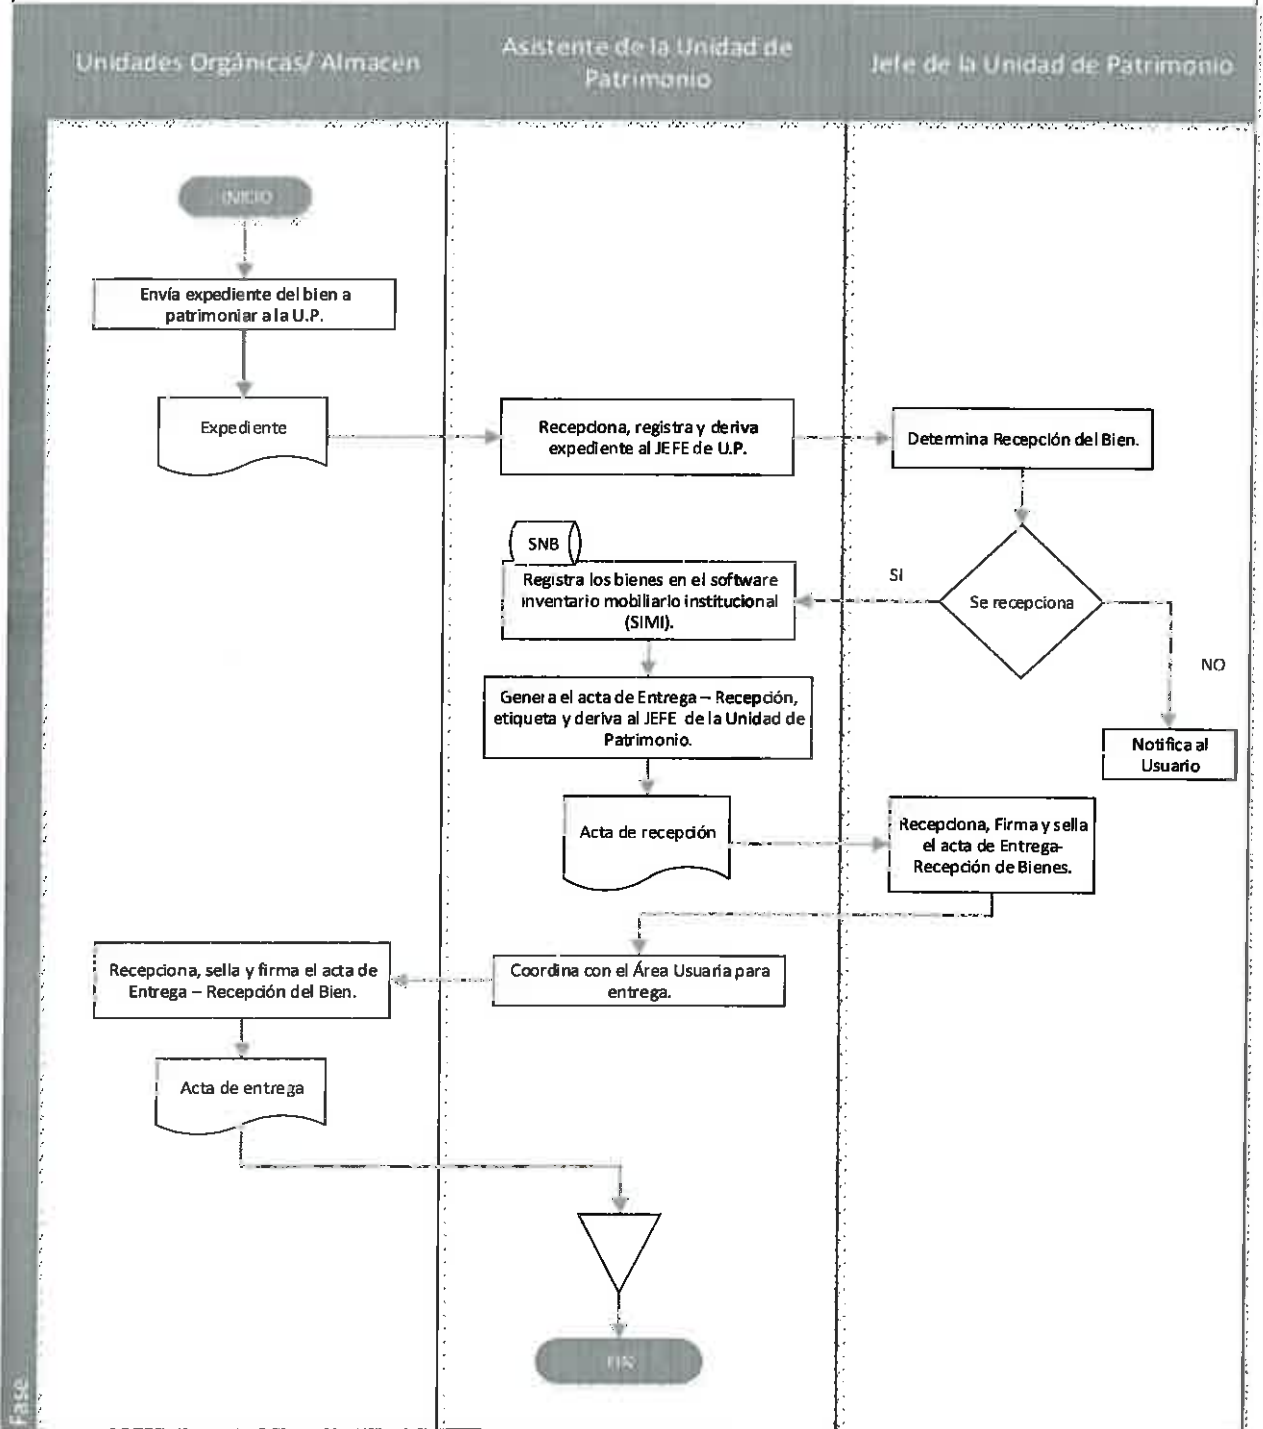 Unidades Orgánicas/ Almacén
Asistente de la Unidad de
Patrimonio
Jefe de la Unidad de Patrimonio
INICIO
Envía expediente del bien a
patrimoniar a la U.P.
Expediente
Recepciona, registra y deriva
expediente al JEFE de U.P.
Determina Recepción del Bien.
SNB
Registra los bienes en el software
inventario mobiliario institucional
(SIMI).
SI
Se recepciona
NO
Genera el acta de Entrega – Recepción,
etiqueta y deriva al JEFE de la Unidad de
Patrimonio.
Notifica al
Usuario
Acta de recepción
Recepciona, Firma y sella
el acta de Entrega-
Recepción de Bienes.
Recepciona, sella y firma el acta de
Entrega – Recepción del Bien.
Coordina con el Área Usuaria para
entrega.
Acta de entrega
FIN
Fase